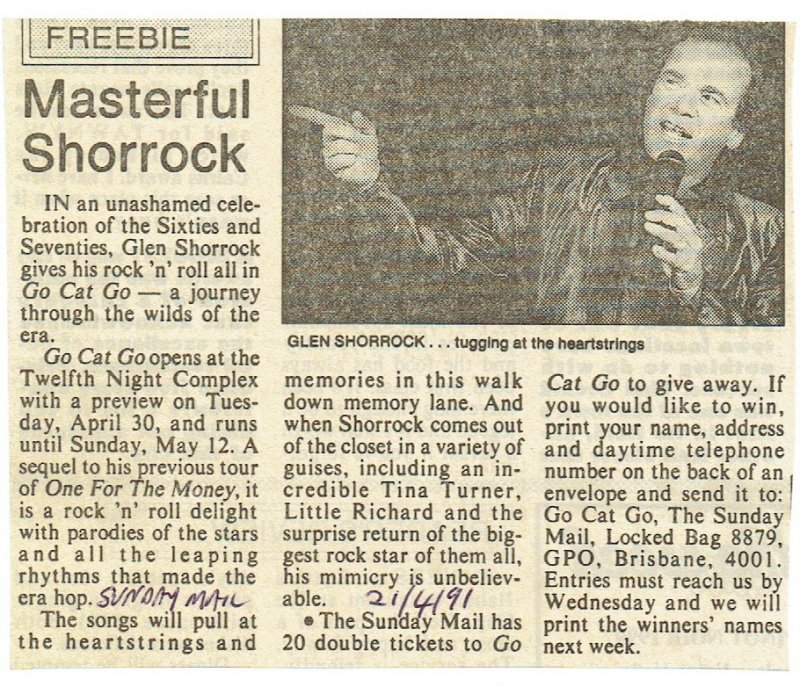 FREEBIE
Masterful
Shorrock
IN an unashamed cele-
bration of the Sixties and
Seventies, Glen Shorrock
gives his rock 'n' roll all in
Go Cat Go — a journey
through the wilds of the
era.
Go Cat Go opens at the
Twelfth Night Complex
with a preview on Tues-
day, April 30, and runs
until Sunday, May 12. A
sequel to his previous tour
of One For The Money, it
is a rock 'n' roll delight
with parodies of the stars
and all the leaping
rhythms that made the
era hop. SUNDAY MAIL
The songs will pull at
the heartstrings and
GLEN SHORROCK . . . tugging at the heartstrings
memories in this walk
down memory lane. And
when Shorrock comes out
of the closet in a variety of
guises, including an in-
credible Tina Turner,
Little Richard and the
surprise return of the big-
gest rock star of them all,
his mimicry is unbeliev-
able. 21/4/91
• The Sunday Mail has
20 double tickets to Go
Cat Go to give away. If
you would like to win,
print your name, address
and daytime telephone
number on the back of an
envelope and send it to:
Go Cat Go, The Sunday
Mail, Locked Bag 8879,
GPO, Brisbane, 4001.
Entries must reach us by
Wednesday and we will
print the winners' names
next week.